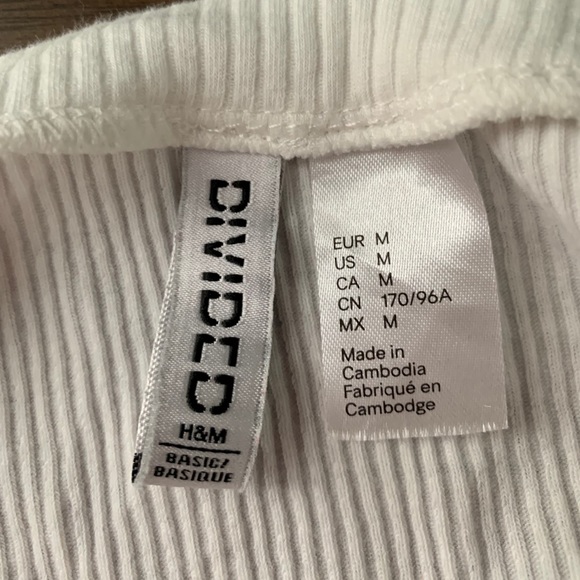 DIVIDED
H&M
BASIC/
BASIQUE
EUR M
US M
CA M
CN 170/96A
MX M
Made in
Cambodia
Fabriqué en
Cambodge